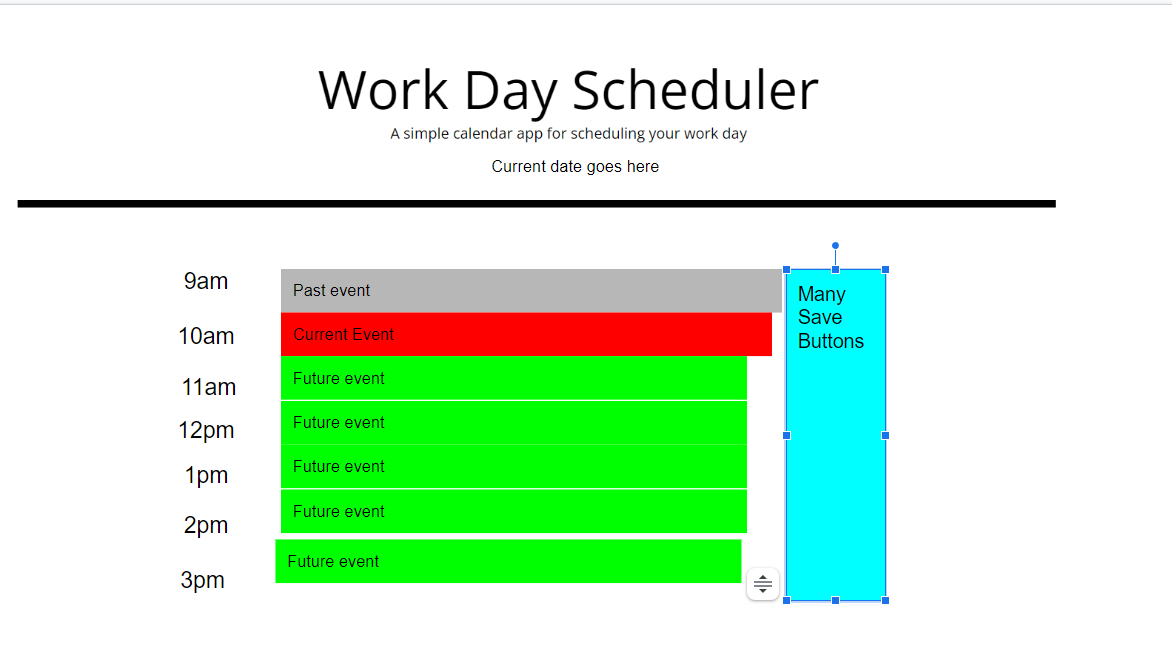 Work Day Scheduler
A simple calendar app for scheduling your work day
Current date goes here
9am
Past event
Many
Save
Buttons
10am
Current Event
11am
Future event
12pm
Future event
1pm
Future event
2pm
Future event
3pm
Future event